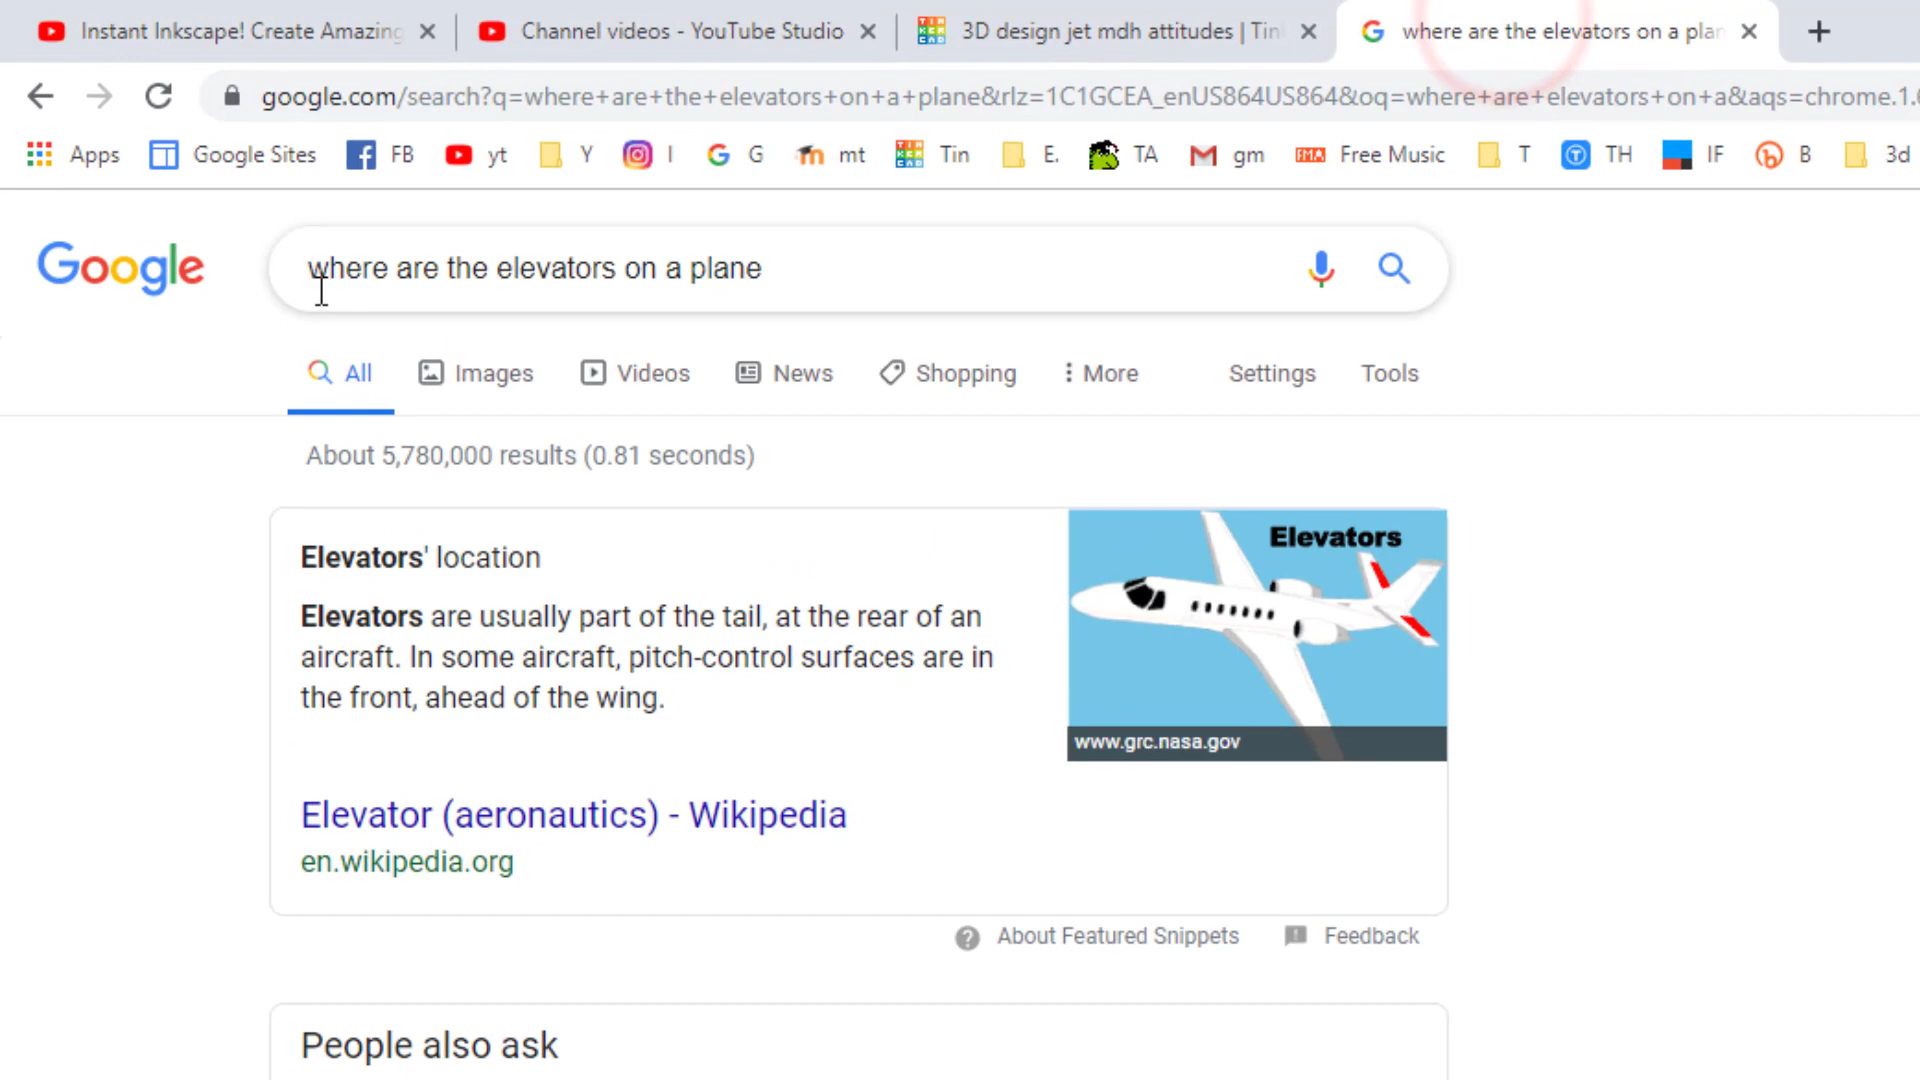 Instant Inkscape! Create Amazing
Channel videos - YouTube Studio
3D design jet mdh attitudes | Tin
where are the elevators on a plan
google.com/search?q=where+are+the+elevators+on+a+plane&rlz=1C1GCEA_enUS864US864&oq=where+are+elevators+on+a&aqs=chrome.1.
Apps Google Sites FB yt Y I G mt Tin E. TA gm Free Music T TH IF B 3d
Google
where are the elevators on a plane
All Images Videos News Shopping More Settings Tools
About 5,780,000 results (0.81 seconds)
Elevators' location
Elevators are usually part of the tail, at the rear of an
aircraft. In some aircraft, pitch-control surfaces are in
the front, ahead of the wing.
Elevators
www.grc.nasa.gov
Elevator (aeronautics) - Wikipedia
en.wikipedia.org
About Featured Snippets Feedback
People also ask